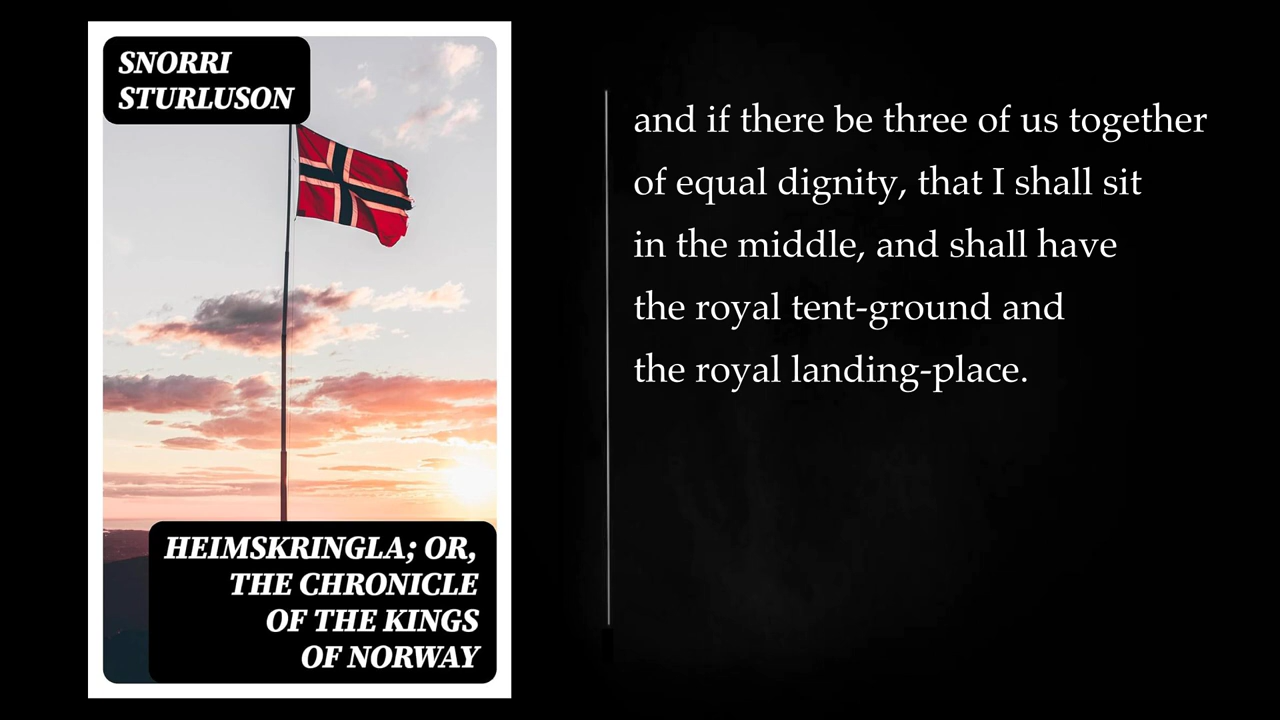 SNORRI
STURLUSON
HEIMSKRINGLA; OR,
THE CHRONICLE
OF THE KINGS
OF NORWAY
and if there be three of us together
of equal dignity, that I shall sit
in the middle, and shall have
the royal tent-ground and
the royal landing-place.